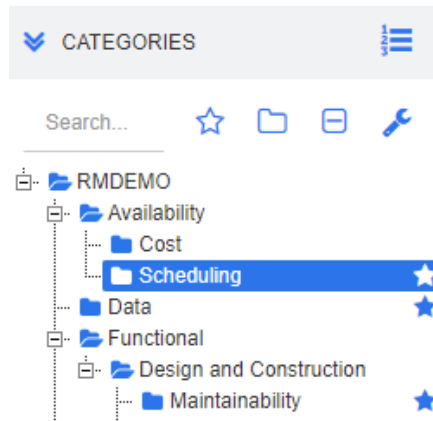 CATEGORIES
Search...
RMDEMO
Availability
Cost
Scheduling
Data
Functional
Design and Construction
Maintainability